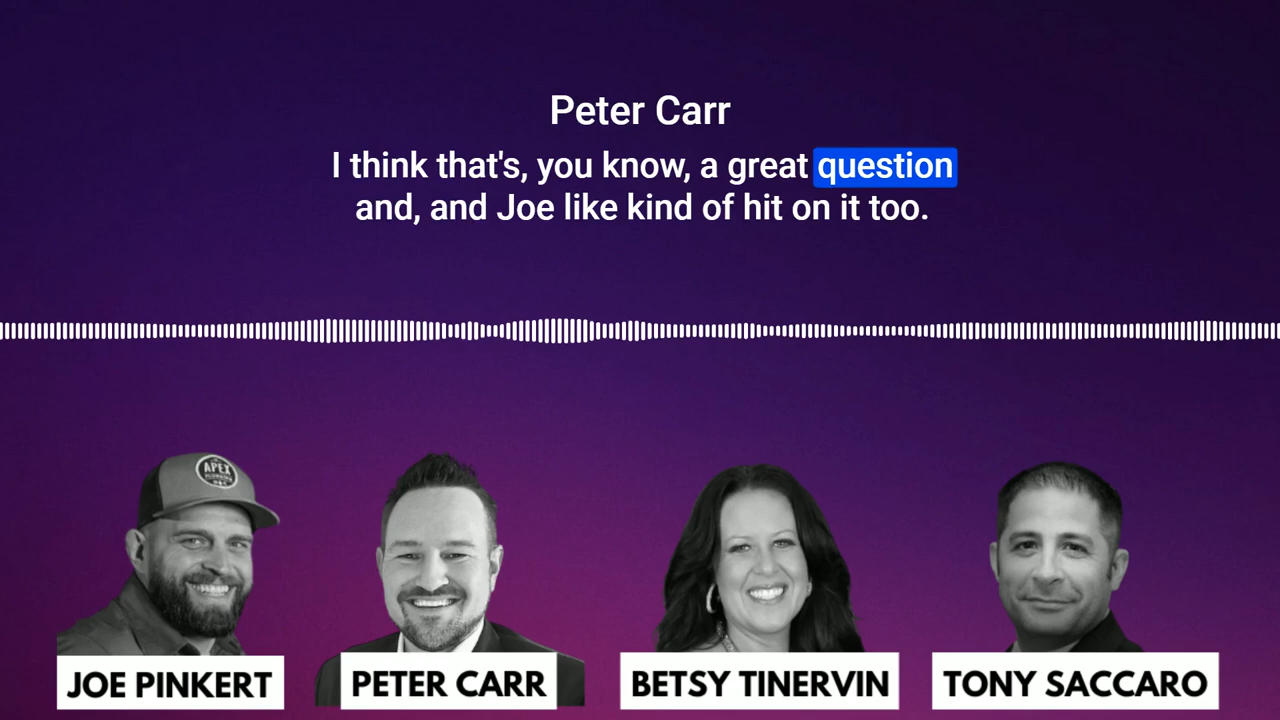 Peter Carr
I think that's, you know, a great question
and, and Joe like kind of hit on it too.
APEX
JOE PINKERT
PETER CARR
BETSY TINERVIN
TONY SACCARO